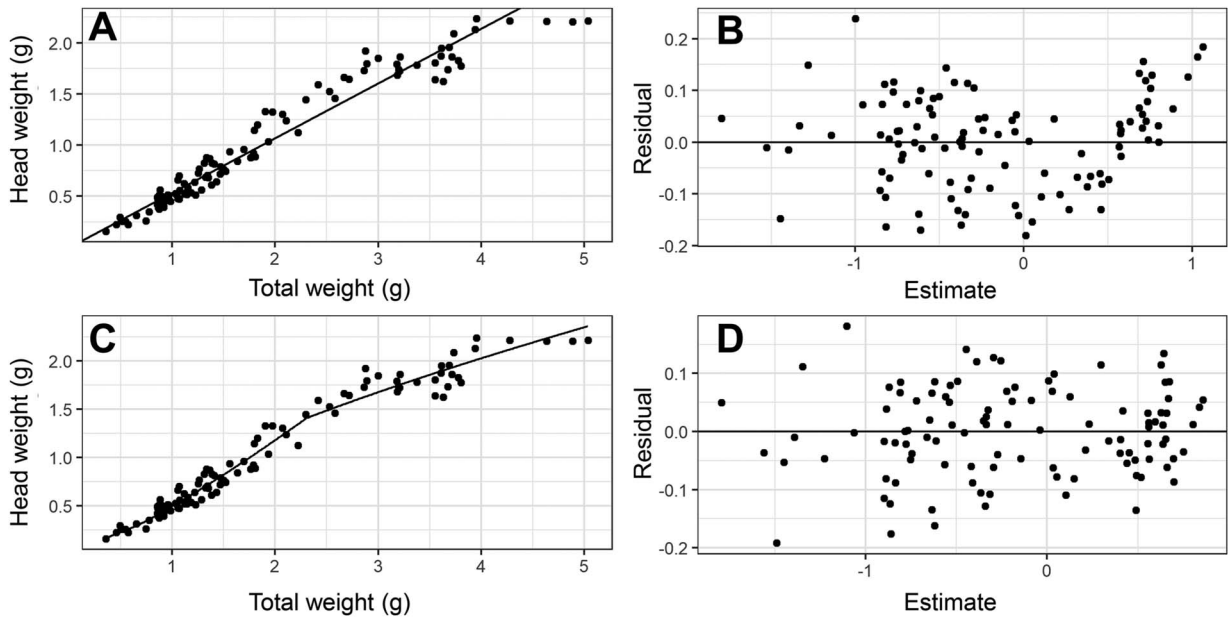 A
Head weight (g)
2.0
1.5
1.0
0.5
1 2 3 4 5
Total weight (g)
B
Residual
0.2
0.1
0.0
-0.1
-0.2
-1 0 1
Estimate
C
Head weight (g)
2.0
1.5
1.0
0.5
1 2 3 4 5
Total weight (g)
D
Residual
0.1
0.0
-0.1
-0.2
-1 0
Estimate